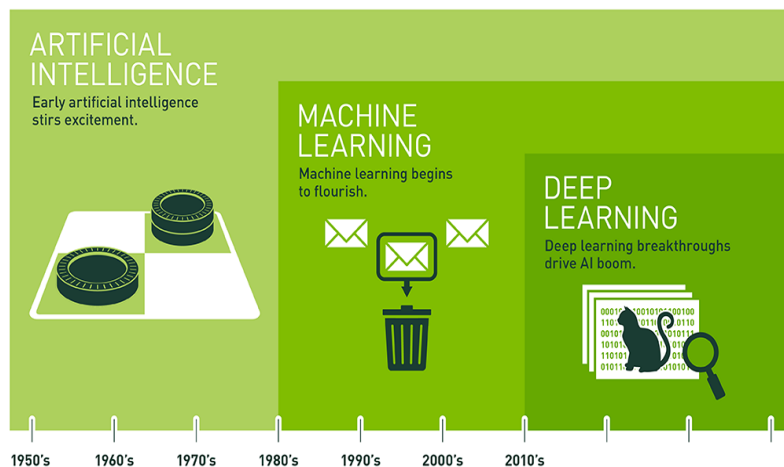 ARTIFICIAL
INTELLIGENCE
Early artificial intelligence
stirs excitement.
MACHINE
LEARNING
Machine learning begins
to flourish.
DEEP
LEARNING
Deep learning breakthroughs
drive AI boom.
1950's 1960's 1970's 1980's 1990's 2000's 2010's